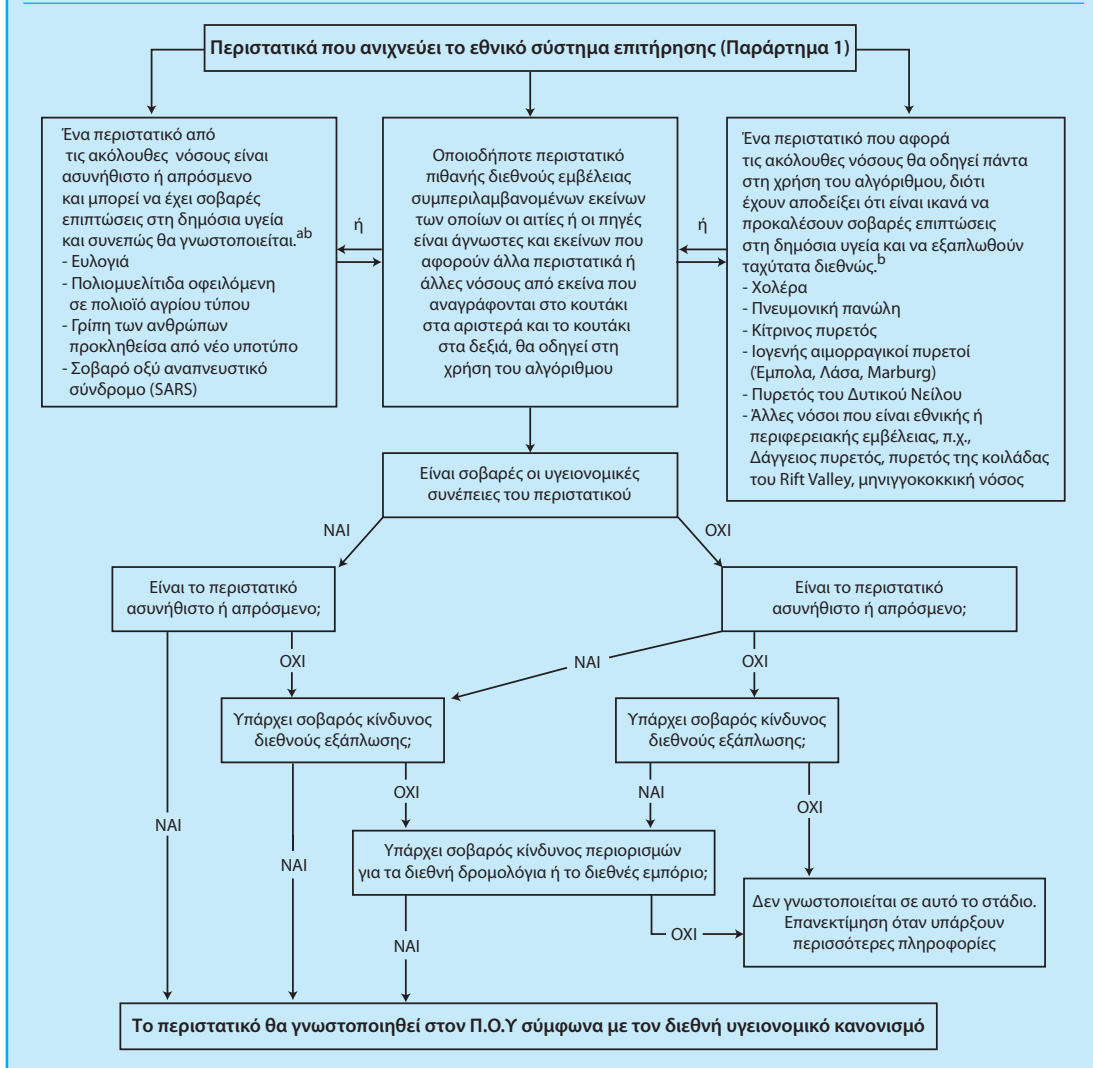 Περιστατικά που ανιχνεύει το εθνικό σύστημα επιτήρησης (Παράρτημα 1)
Ένα περιστατικό από
τις ακόλουθες νόσους είναι
ασυνήθιστο ή απρόσμενο
και μπορεί να έχει σοβαρές
επιπτώσεις στη δημόσια υγεία
και συνεπώς θα γνωστοποιείται.ab
- Ευλογιά
- Πολιομυελίτιδα οφειλόμενη
σε πολιοϊό αγρίου τύπου
- Γρίπη των ανθρώπων
προκληθείσα από νέο υποτύπο
- Σοβαρό οξύ αναπνευστικό
σύνδρομο (SARS)
ή
Οποιοδήποτε περιστατικό
πιθανής διεθνούς εμβέλειας
συμπεριλαμβανομένων εκείνων
των οποίων οι αιτίες ή οι πηγές
είναι άγνωστες και εκείνων που
αφορούν άλλα περιστατικά ή
άλλες νόσους από εκείνα που
αναγράφονται στο κουτάκι
στα αριστερά και το κουτάκι
στα δεξιά, θα οδηγεί στη
χρήση του αλγόριθμου
ή
Ένα περιστατικό που αφορά
τις ακόλουθες νόσους θα οδηγεί πάντα
στη χρήση του αλγόριθμου, διότι
έχουν αποδείξει ότι είναι ικανά να
προκαλέσουν σοβαρές επιπτώσεις
στη δημόσια υγεία και να εξαπλωθούν
ταχύτατα διεθνώς.b
- Χολέρα
- Πνευμονική πανώλη
- Κίτρινος πυρετός
- Ιογενής αιμορραγικοί πυρετοί
(Έμπολα, Λάσα, Marburg)
- Πυρετός του Δυτικού Νείλου
- Άλλες νόσοι που είναι εθνικής ή
περιφερειακής εμβέλειας, π.χ.,
Δάγγειος πυρετός, πυρετός της κοιλάδας
του Rift Valley, μηνιγγοκοκκική νόσος
Είναι σοβαρές οι υγειονομικές
συνέπειες του περιστατικού
ΝΑΙ
ΟΧΙ
Είναι το περιστατικό
ασυνήθιστο ή απρόσμενο;
Είναι το περιστατικό
ασυνήθιστο ή απρόσμενο;
ΟΧΙ
ΝΑΙ
ΟΧΙ
Υπάρχει σοβαρός κίνδυνος
διεθνούς εξάπλωσης;
Υπάρχει σοβαρός κίνδυνος
διεθνούς εξάπλωσης;
ΝΑΙ
ΟΧΙ
ΝΑΙ
ΟΧΙ
ΝΑΙ
Υπάρχει σοβαρός κίνδυνος περιορισμών
για τα διεθνή δρομολόγια ή το διεθνές εμπόριο;
ΝΑΙ
ΟΧΙ
Δεν γνωστοποιείται σε αυτό το στάδιο.
Επανεκτίμηση όταν υπάρξουν
περισσότερες πληροφορίες
Το περιστατικό θα γνωστοποιηθεί στον Π.Ο.Υ σύμφωνα με τον διεθνή υγειονομικό κανονισμό